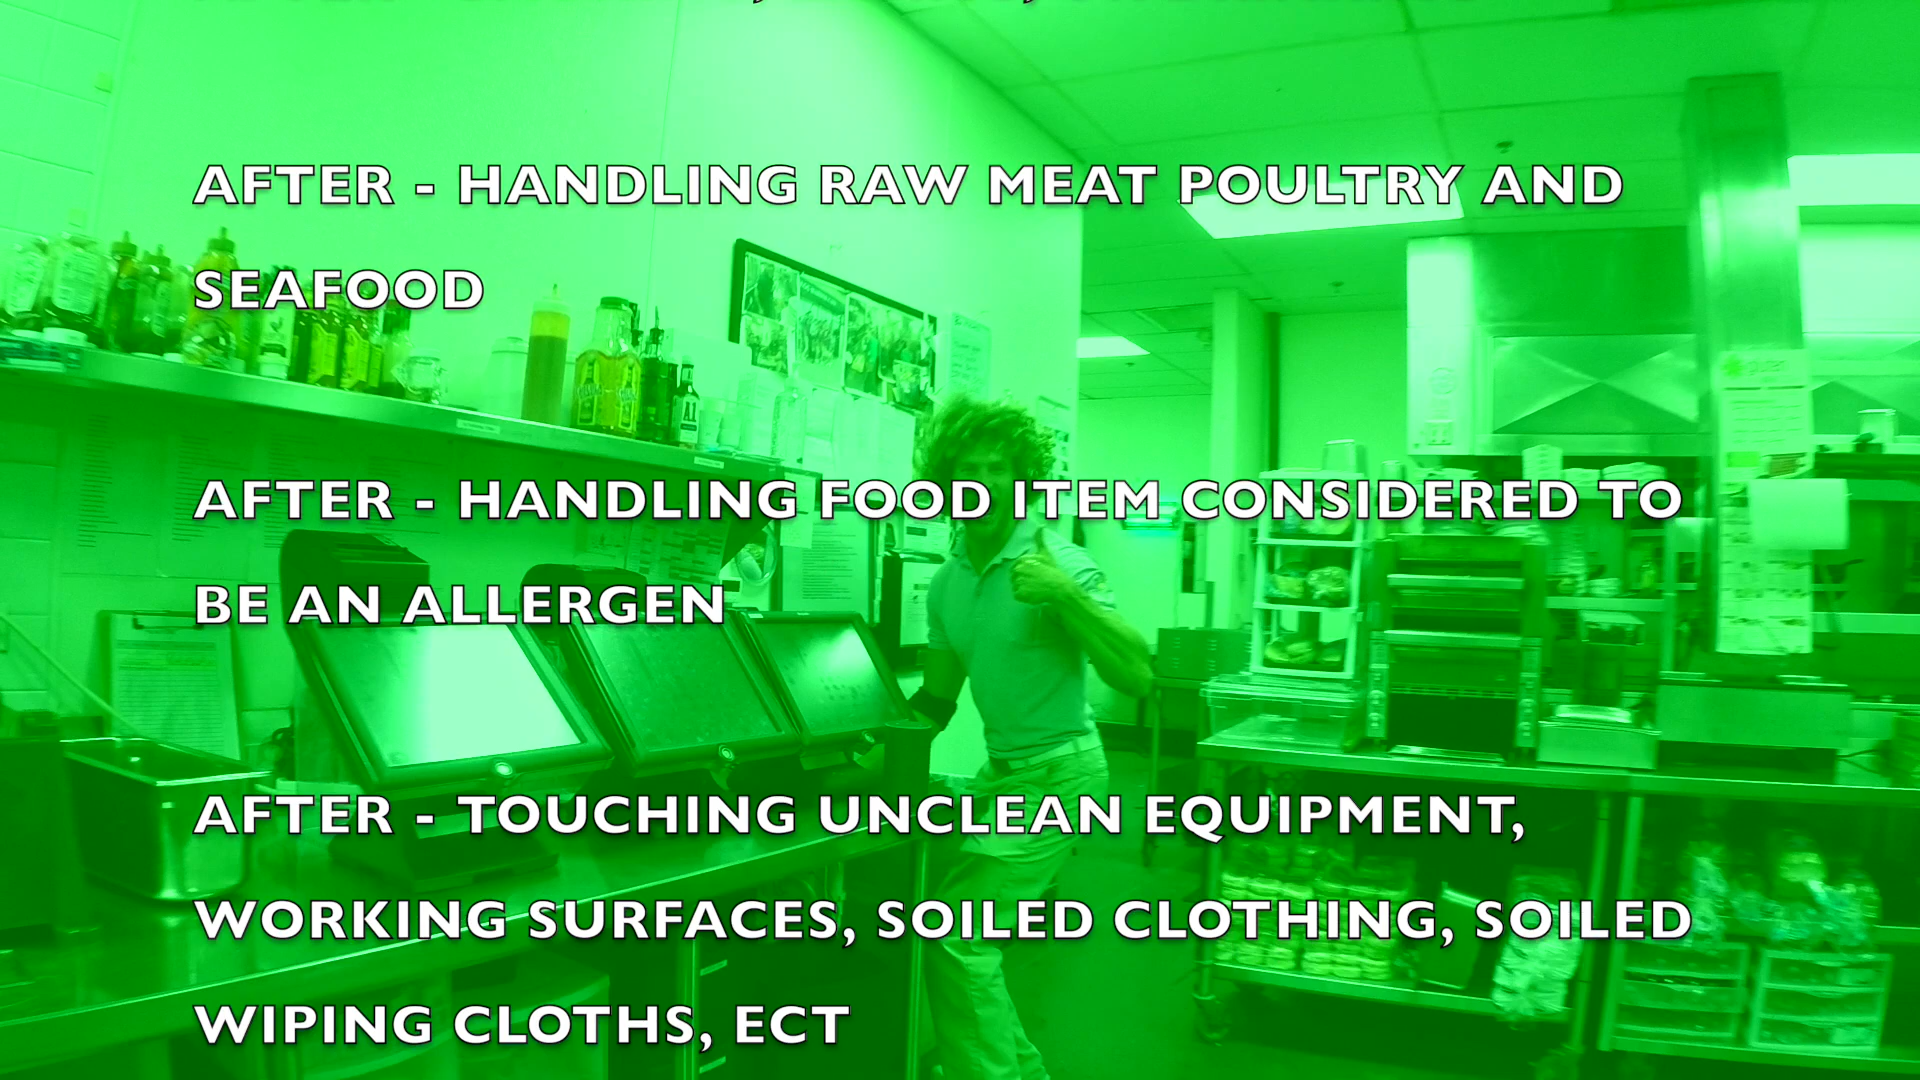 AFTER - HANDLING RAW MEAT POULTRY AND
SEAFOOD
A.1
AFTER - HANDLING FOOD ITEM CONSIDERED TO
BE AN ALLERGEN
AFTER - TOUCHING UNCLEAN EQUIPMENT,
WORKING SURFACES, SOILED CLOTHING, SOILED
WIPING CLOTHS, ECT